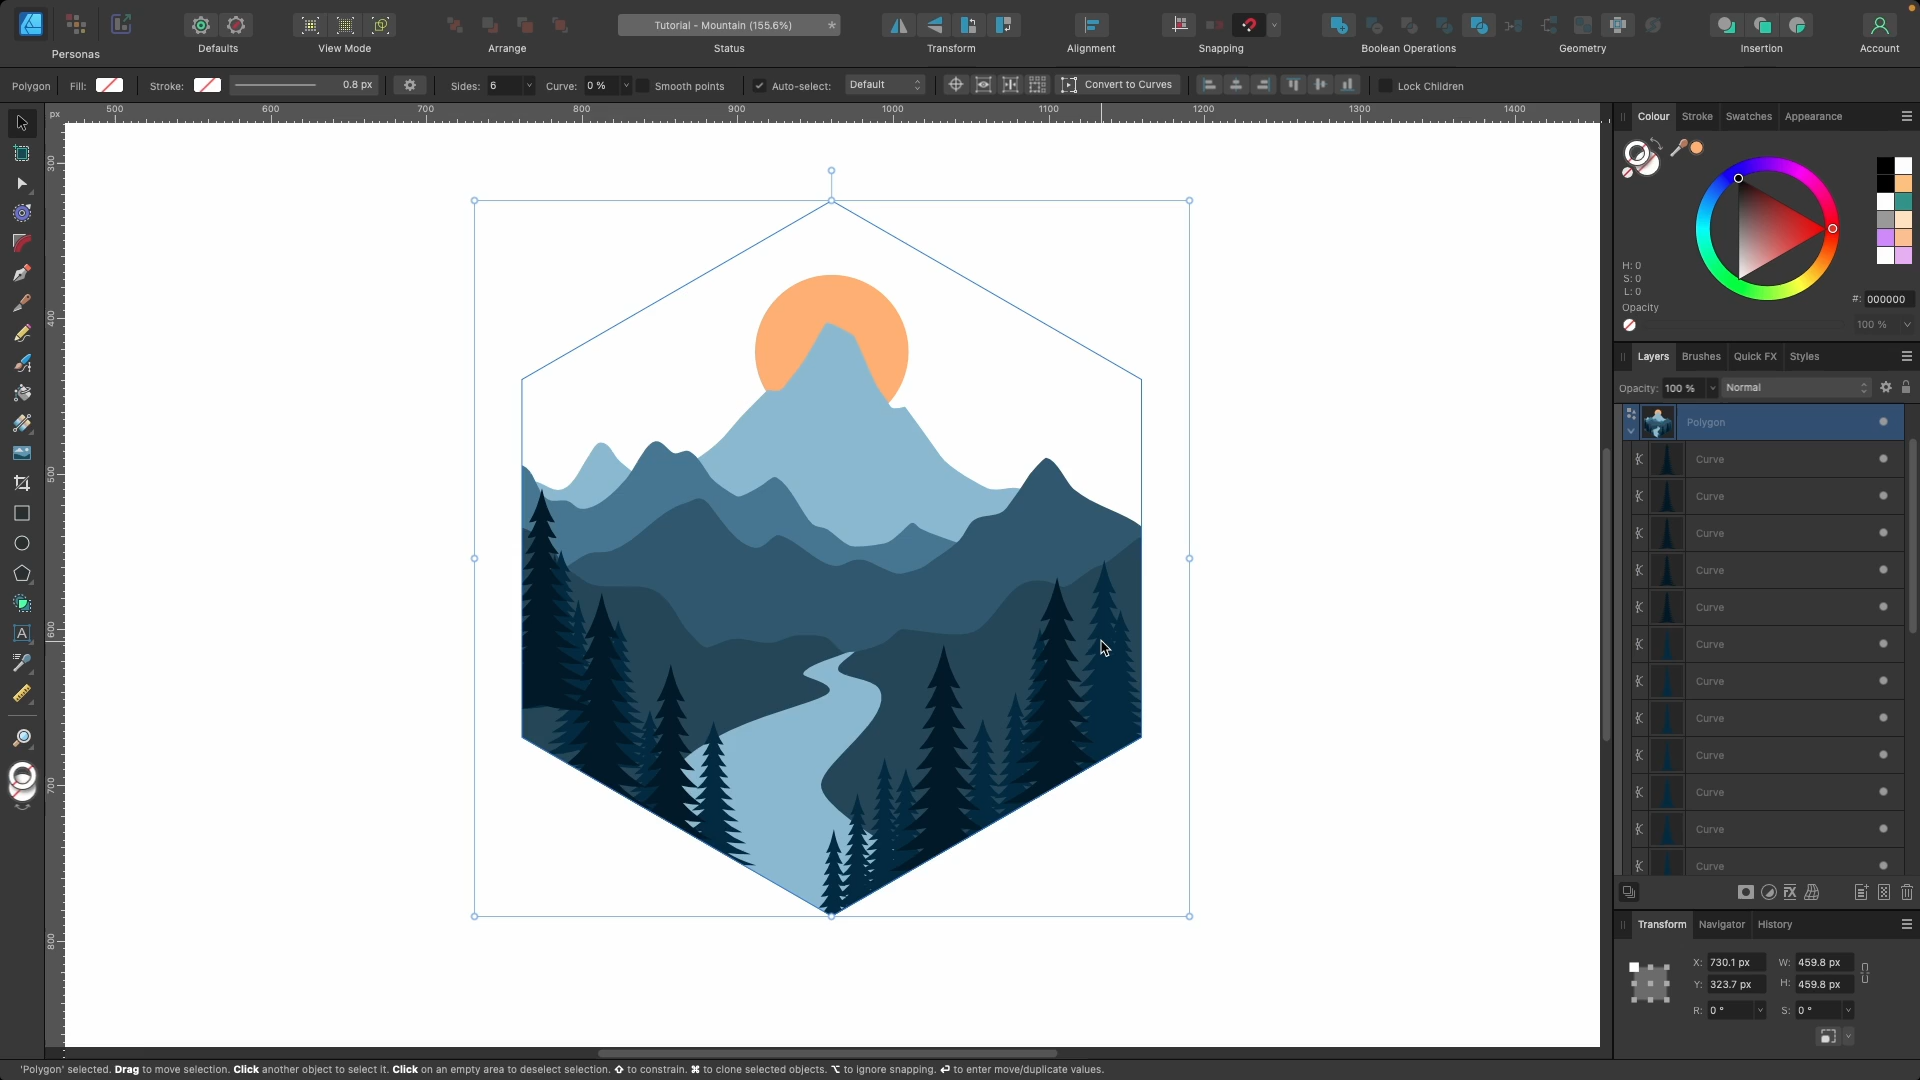 Personas
Defaults
View Mode
Arrange
Tutorial - Mountain (155.6%) *
Status
Transform
Alignment
Snapping
Boolean Operations
Geometry
Insertion
Account
Polygon Fill: Stroke: 0.8 px Sides: 6 Curve: 0 % Smooth points Auto-select: Default Convert to Curves Lock Children
px 500 600 700 800 900 1000 1100 1200 1300 1400
300
400
500
600
700
800
A
Colour Stroke Swatches Appearance
H: 0
S: 0
L: 0
#: 000000
Opacity
100 %
Layers Brushes Quick FX Styles
Opacity: 100 % Normal
Polygon
Curve
Curve
Curve
Curve
Curve
Curve
Curve
Curve
Curve
Curve
Curve
Curve
Transform Navigator History
X: 730.1 px W: 459.8 px
Y: 323.7 px H: 459.8 px
R: 0 ° S: 0 °
'Polygon' selected. Drag to move selection. Click another object to select it. Click on an empty area to deselect selection. ⇧ to constrain. ⌘ to clone selected objects. ⌥ to ignore snapping. ↵ to enter move/duplicate values.